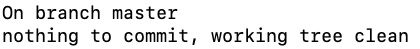 On branch master
nothing to commit, working tree clean